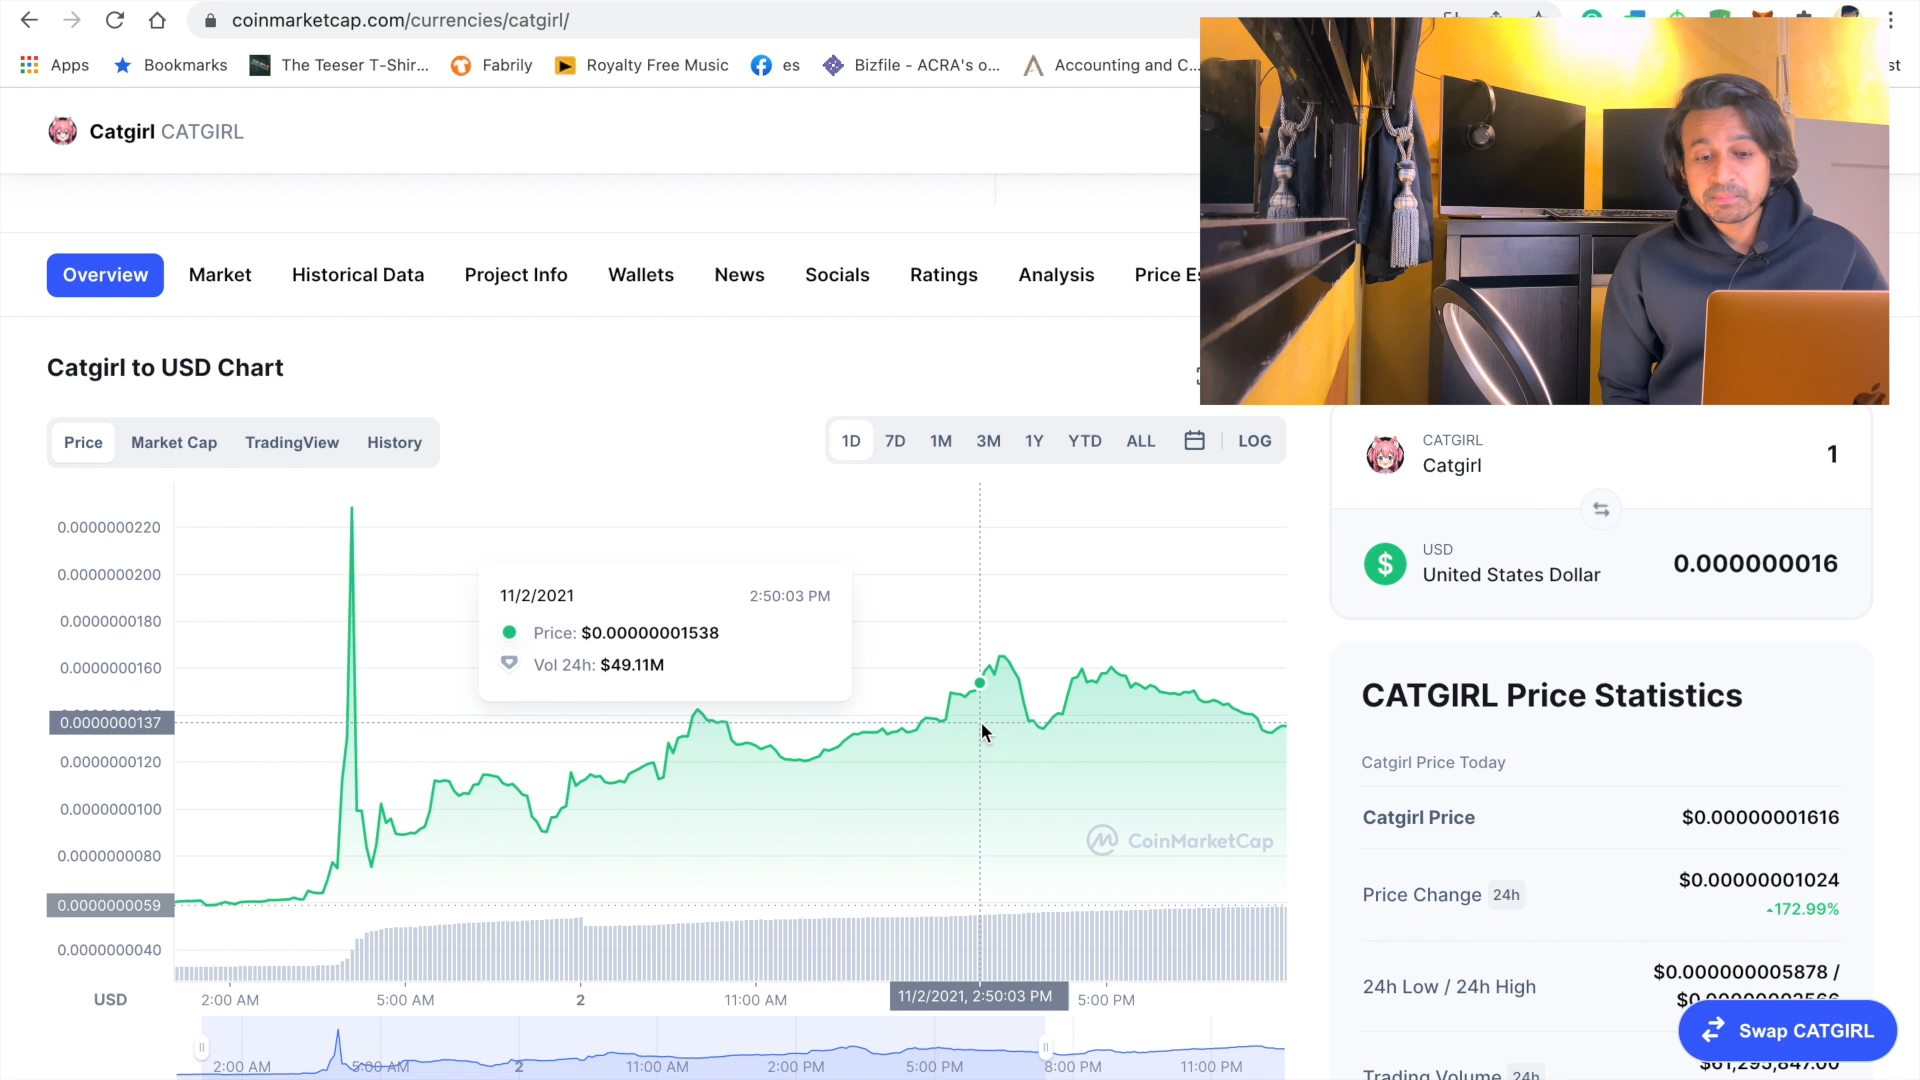 coinmarketcap.com/currencies/catgirl/
Apps Bookmarks The Teeser T-Shir... Fabrily Royalty Free Music es Bizfile - ACRA's o... Accounting and C... st
Catgirl CATGIRL
Overview Market Historical Data Project Info Wallets News Socials Ratings Analysis Price Es
Catgirl to USD Chart
Price Market Cap TradingView History
1D 7D 1M 3M 1Y YTD ALL LOG
0.0000000220
0.0000000200
0.0000000180
0.0000000160
0.0000000137
0.0000000120
0.0000000100
0.0000000080
0.0000000059
0.0000000040
11/2/2021 2:50:03 PM
Price: $0.00000001538
Vol 24h: $49.11M
CoinMarketCap
USD
2:00 AM 5:00 AM 2 11:00 AM 11/2/2021, 2:50:03 PM 5:00 PM
2:00 AM 5:00 AM 2 11:00 AM 2:00 PM 5:00 PM 8:00 PM 11:00 PM
CATGIRL
Catgirl
1
USD
United States Dollar
0.000000016
CATGIRL Price Statistics
Catgirl Price Today
Catgirl Price $0.00000001616
Price Change 24h $0.00000001024
172.99%
24h Low / 24h High $0.000000005878 /
Swap CATGIRL
Trading Volume 24h